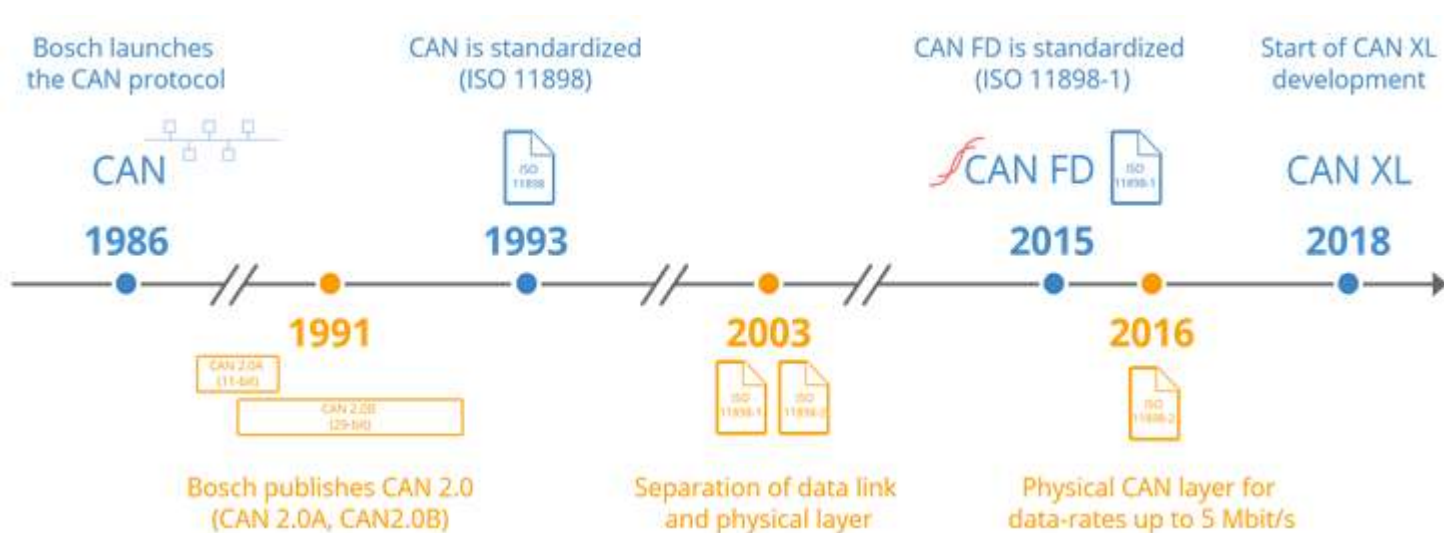 Bosch launches
the CAN protocol
CAN
1986
CAN is standardized
(ISO 11898)
ISO
11898
1993
CAN FD is standardized
(ISO 11898-1)
CAN FD
ISO
11898-1
2015
Start of CAN XL
development
CAN XL
2018
1991
CAN 2.0A
(11-bit)
CAN 2.0B
(29-bit)
Bosch publishes CAN 2.0
(CAN 2.0A, CAN2.0B)
2003
ISO
11898-1
ISO
11898-2
Separation of data link
and physical layer
2016
ISO
11898-2
Physical CAN layer for
data-rates up to 5 Mbit/s